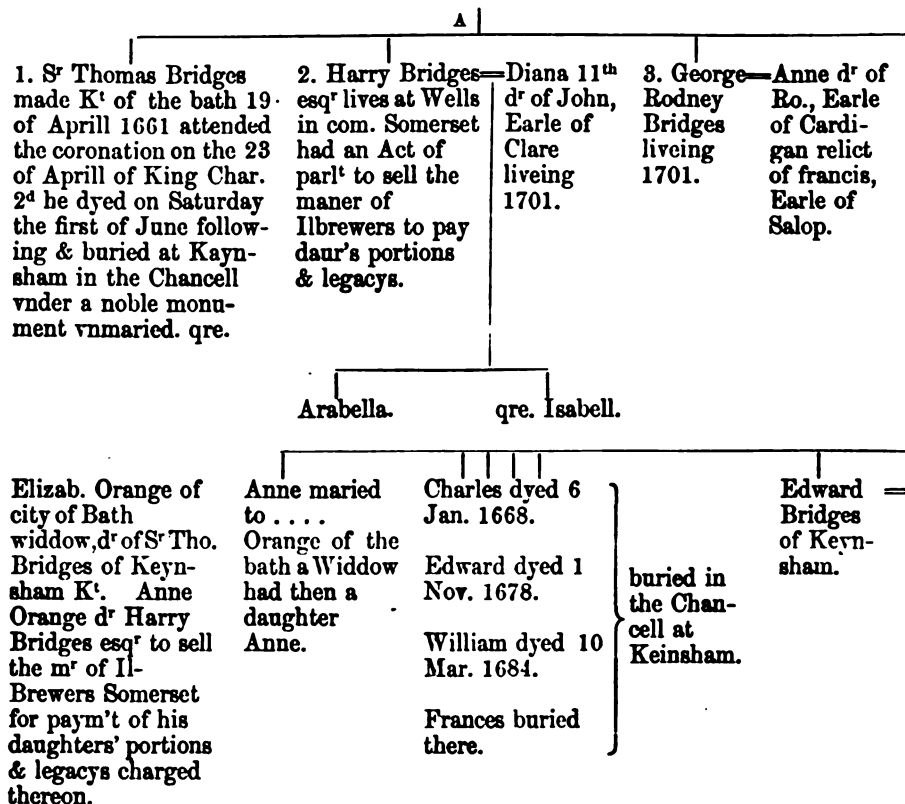 A
1. Sʳ Thomas Bridges
made Kᵗ of the bath 19
of Aprill 1661 attended
the coronation on the 23
of Aprill of King Char.
2ᵈ he dyed on Saturday
the first of June follow-
ing & buried at Kayn-
sham in the Chancell
vnder a noble monu-
ment vnmaried. qre.
2. Harry Bridges=
esqʳ lives at Wells
in com. Somerset
had an Act of
parlᵗ to sell the
maner of
Ilbrewers to pay
daur's portions
& legacys.
Diana 11ᵗʰ
dʳ of John,
Earle of
Clare
liveing
1701.
3. George=
Rodney
Bridges
liveing
1701.
Anne dʳ of
Ro., Earle
of Cardi-
gan relict
of francis,
Earle of
Salop.
Arabella.
qre. Isabell.
Elizab. Orange of
city of Bath
widdow, dʳ of Sʳ Tho.
Bridges of Keyn-
sham Kᵗ. Anne
Orange dʳ Harry
Bridges esqʳ to sell
the mʳ of Il-
Brewers Somerset
for paym't of his
daughters' portions
& legacys charged
thereon.
Anne maried
to ....
Orange of the
bath a Widdow
had then a
daughter
Anne.
Charles dyed 6
Jan. 1668.
Edward dyed 1
Nov. 1678.
William dyed 10
Mar. 1684.
Frances buried
there.
buried in
the Chan-
cell at
Keinsham.
Edward =
Bridges
of Keyn-
sham.